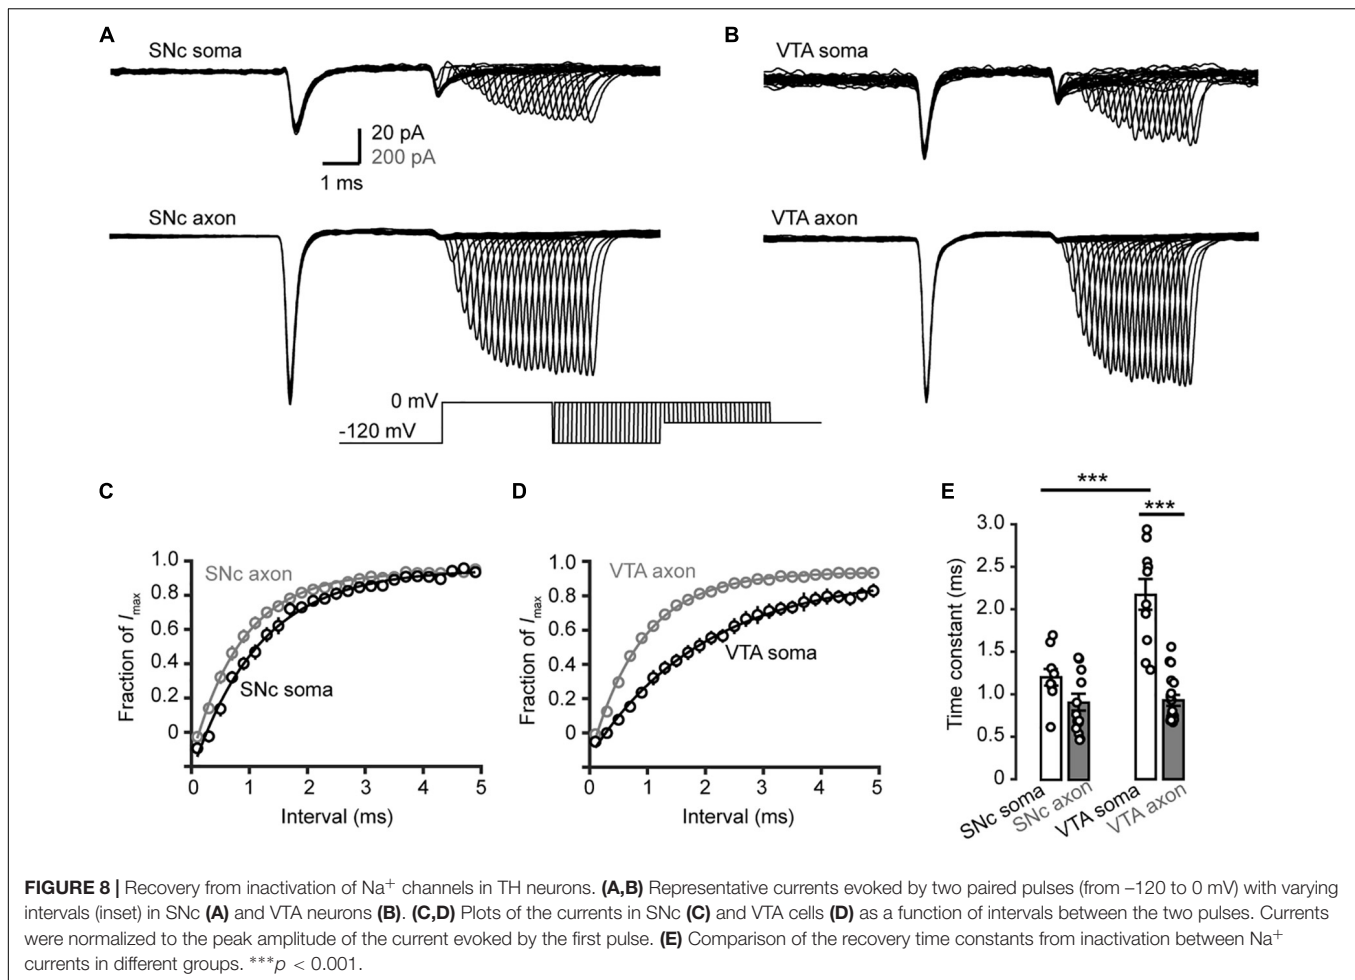 A
SNc soma
20 pA
200 pA
1 ms
SNc axon
B
VTA soma
VTA axon
0 mV
-120 mV
C
1.0
0.8
0.6
0.4
0.2
0
Fraction of Imax
SNc axon
SNc soma
0 1 2 3 4 5
Interval (ms)
D
1.0
0.8
0.6
0.4
0.2
0
Fraction of Imax
VTA axon
VTA soma
0 1 2 3 4 5
Interval (ms)
E
***
***
3.0
2.5
2.0
1.0
0.5
0
Time constant (ms)
SNc soma
SNc axon
VTA soma
VTA axon
FIGURE 8 | Recovery from inactivation of Na+ channels in TH neurons. (A,B) Representative currents evoked by two paired pulses (from –120 to 0 mV) with varying
intervals (inset) in SNc (A) and VTA neurons (B). (C,D) Plots of the currents in SNc (C) and VTA cells (D) as a function of intervals between the two pulses. Currents
were normalized to the peak amplitude of the current evoked by the first pulse. (E) Comparison of the recovery time constants from inactivation between Na+
currents in different groups. ***p < 0.001.